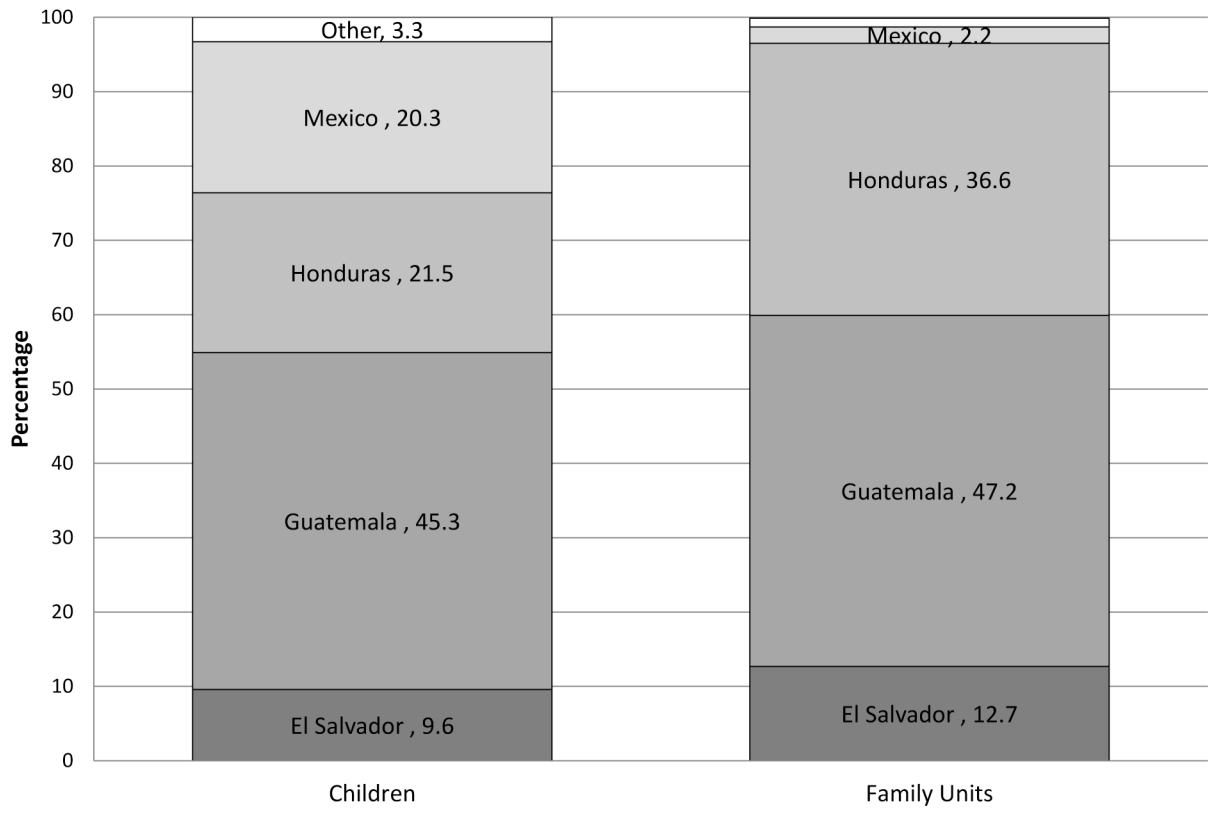 100
90
80
70
60
50
40
30
20
10
0
Percentage
Other, 3.3
Mexico , 20.3
Honduras , 21.5
Guatemala , 45.3
El Salvador , 9.6
Mexico , 2.2
Honduras , 36.6
Guatemala , 47.2
El Salvador , 12.7
Children
Family Units